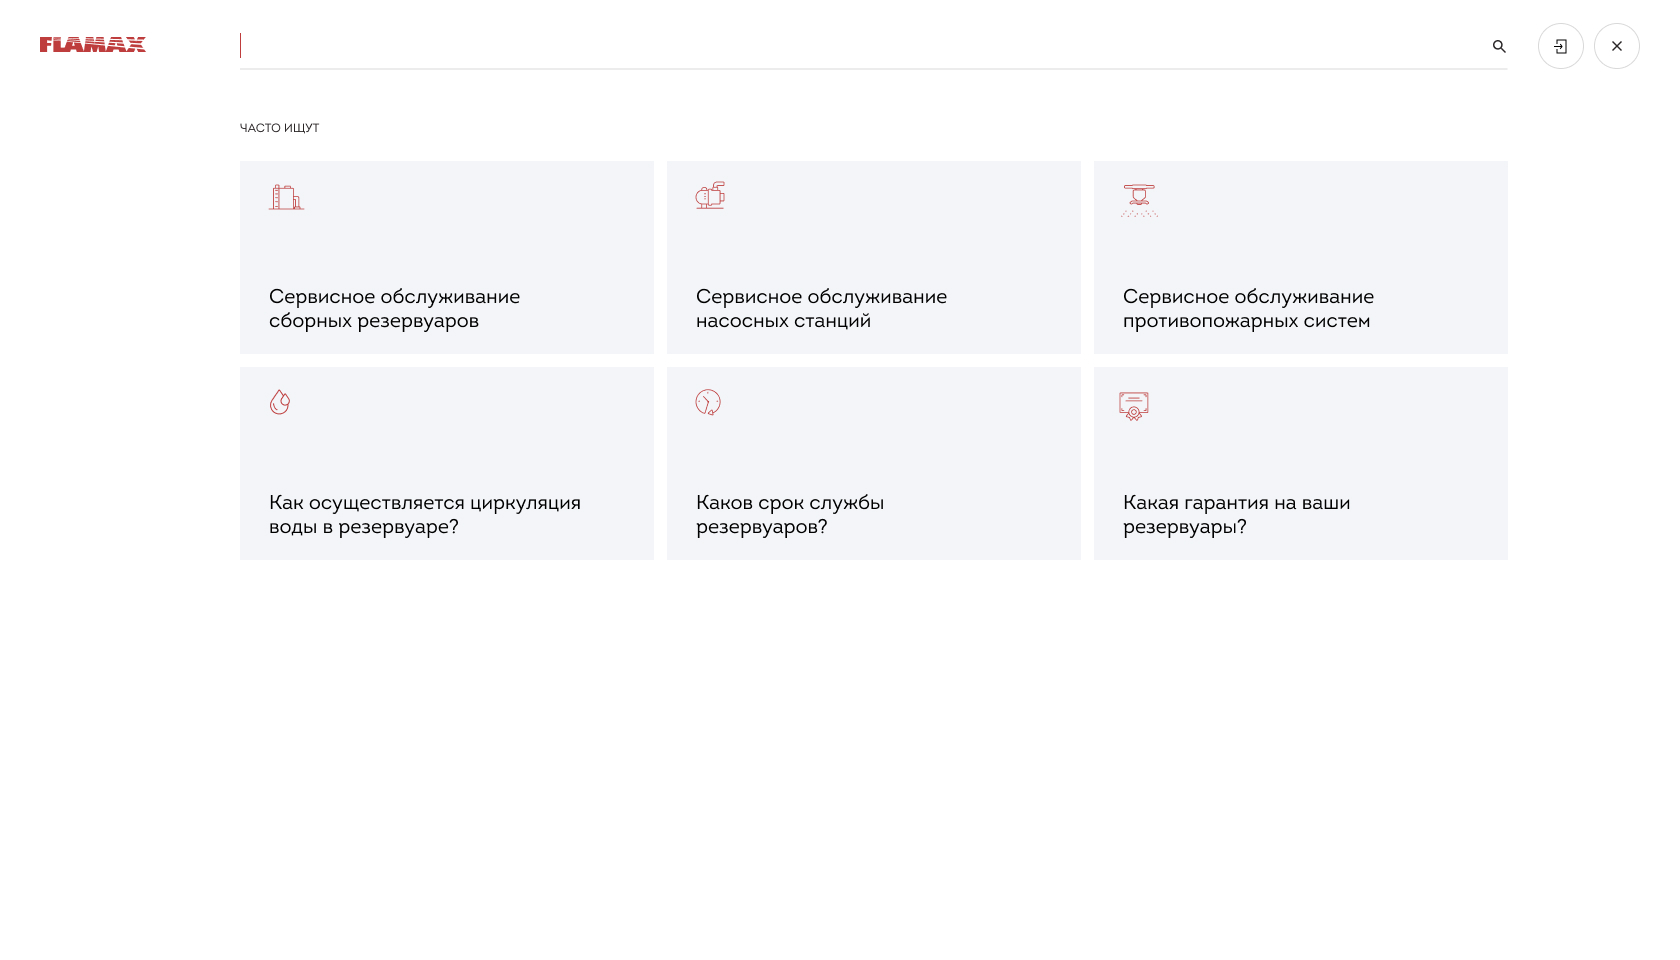 FLAMAX
ЧАСТО ИЩУТ
Сервисное обслуживание
сборных резервуаров
Сервисное обслуживание
насосных станций
Сервисное обслуживание
противопожарных систем
Как осуществляется циркуляция
воды в резервуаре?
Каков срок службы
резервуаров?
Какая гарантия на ваши
резервуары?